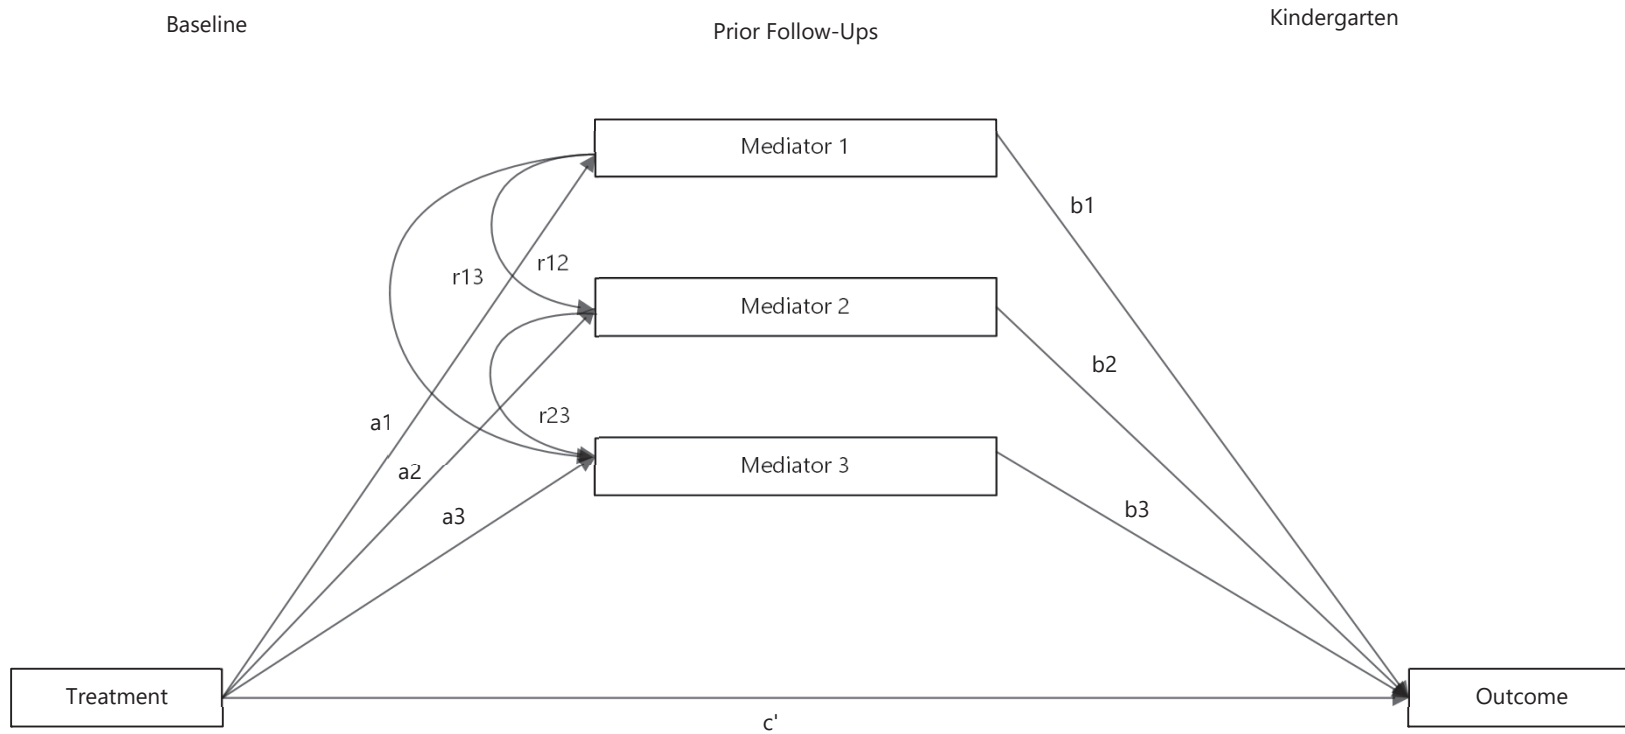 Baseline
Prior Follow-Ups
Kindergarten
Mediator 1
b1
r13
r12
Mediator 2
b2
a1
r23
a2
Mediator 3
a3
b3
Treatment
Outcome
c'